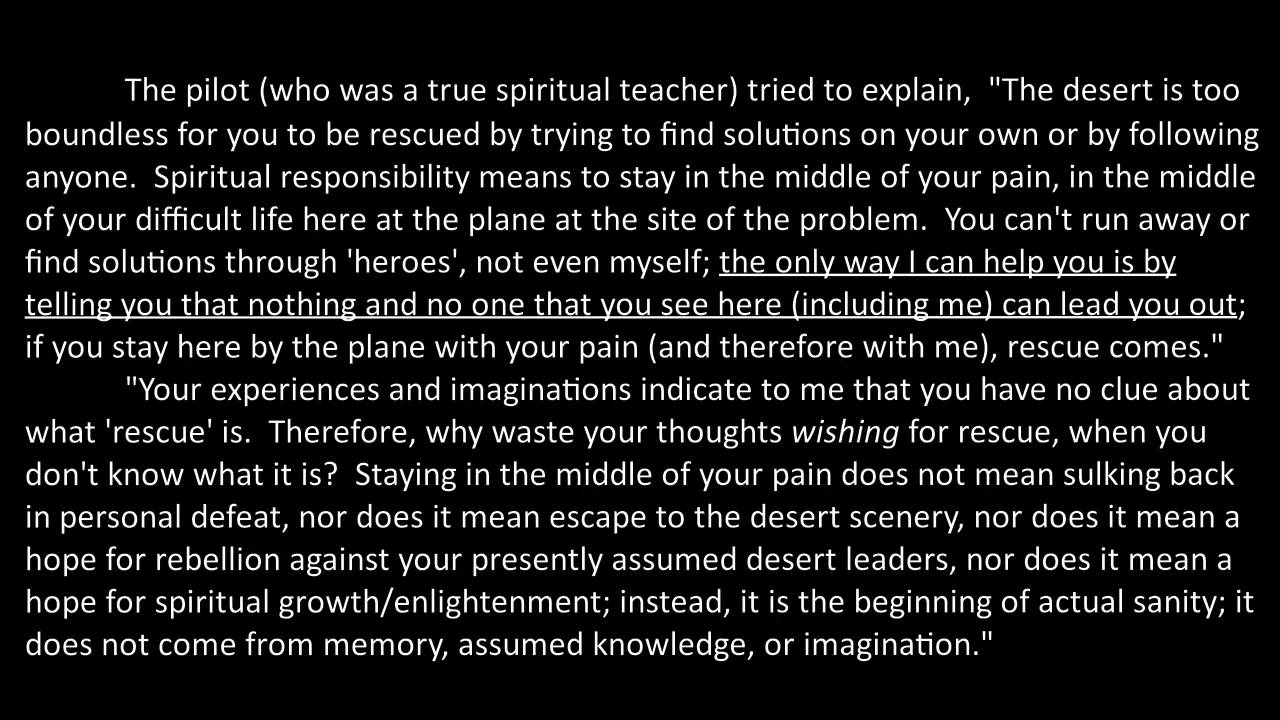 The pilot (who was a true spiritual teacher) tried to explain,  "The desert is too
boundless for you to be rescued by trying to find solutions on your own or by following
anyone.  Spiritual responsibility means to stay in the middle of your pain, in the middle
of your difficult life here at the plane at the site of the problem.  You can't run away or
find solutions through 'heroes', not even myself; the only way I can help you is by
telling you that nothing and no one that you see here (including me) can lead you out;
if you stay here by the plane with your pain (and therefore with me), rescue comes."
"Your experiences and imaginations indicate to me that you have no clue about
what 'rescue' is.  Therefore, why waste your thoughts wishing for rescue, when you
don't know what it is?  Staying in the middle of your pain does not mean sulking back
in personal defeat, nor does it mean escape to the desert scenery, nor does it mean a
hope for rebellion against your presently assumed desert leaders, nor does it mean a
hope for spiritual growth/enlightenment; instead, it is the beginning of actual sanity; it
does not come from memory, assumed knowledge, or imagination."